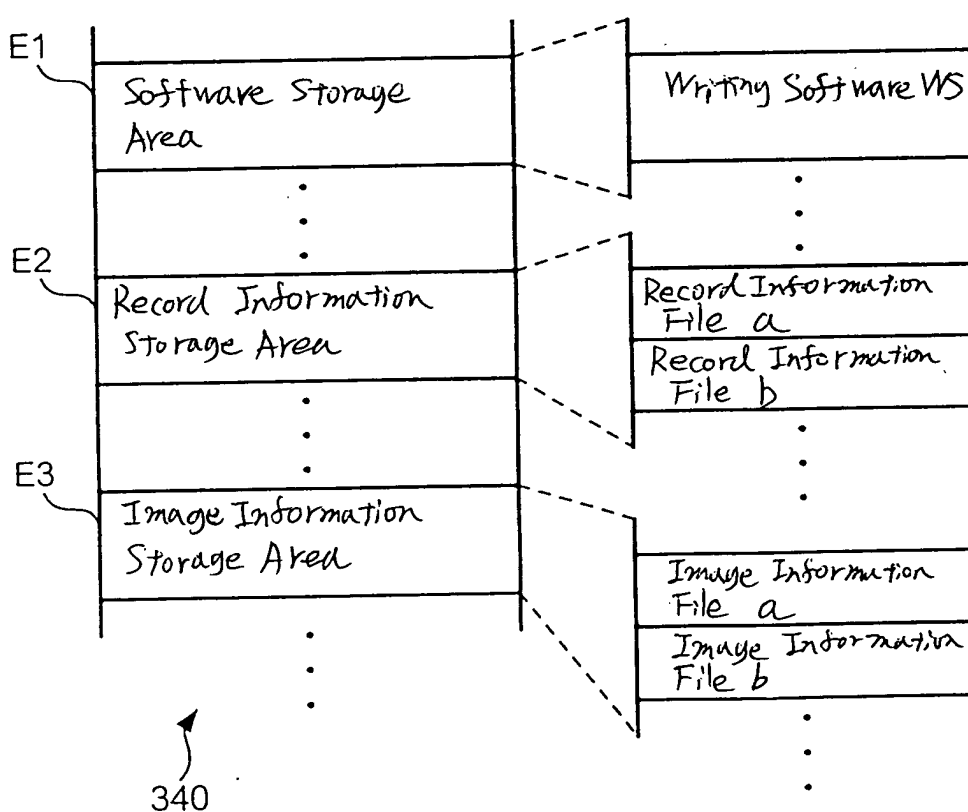 E1
Software Storage
Area
Writing Software WS
E2
Record Information
Storage Area
Record Information
File a
Record Information
File b
E3
Image Information
Storage Area
Image Information
File a
Image Information
File b
340